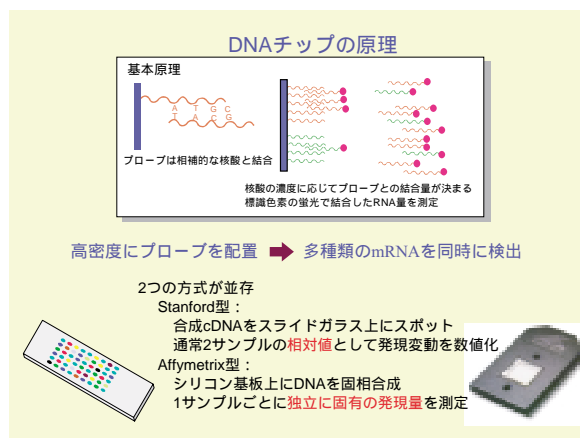 DNAチップの原理
基本原理
A T G C
T A C G
プローブは相補的な核酸と結合
核酸の濃度に応じてプローブとの結合量が決まる
標識色素の蛍光で結合したRNA量を測定
高密度にプローブを配置 ➡ 多種類のmRNAを同時に検出
2つの方式が並存
Stanford型：
合成cDNAをスライドガラス上にスポット
通常2サンプルの相対値として発現変動を数値化
Affymetrix型：
シリコン基板上にDNAを固相合成
1サンプルごとに独立に固有の発現量を測定